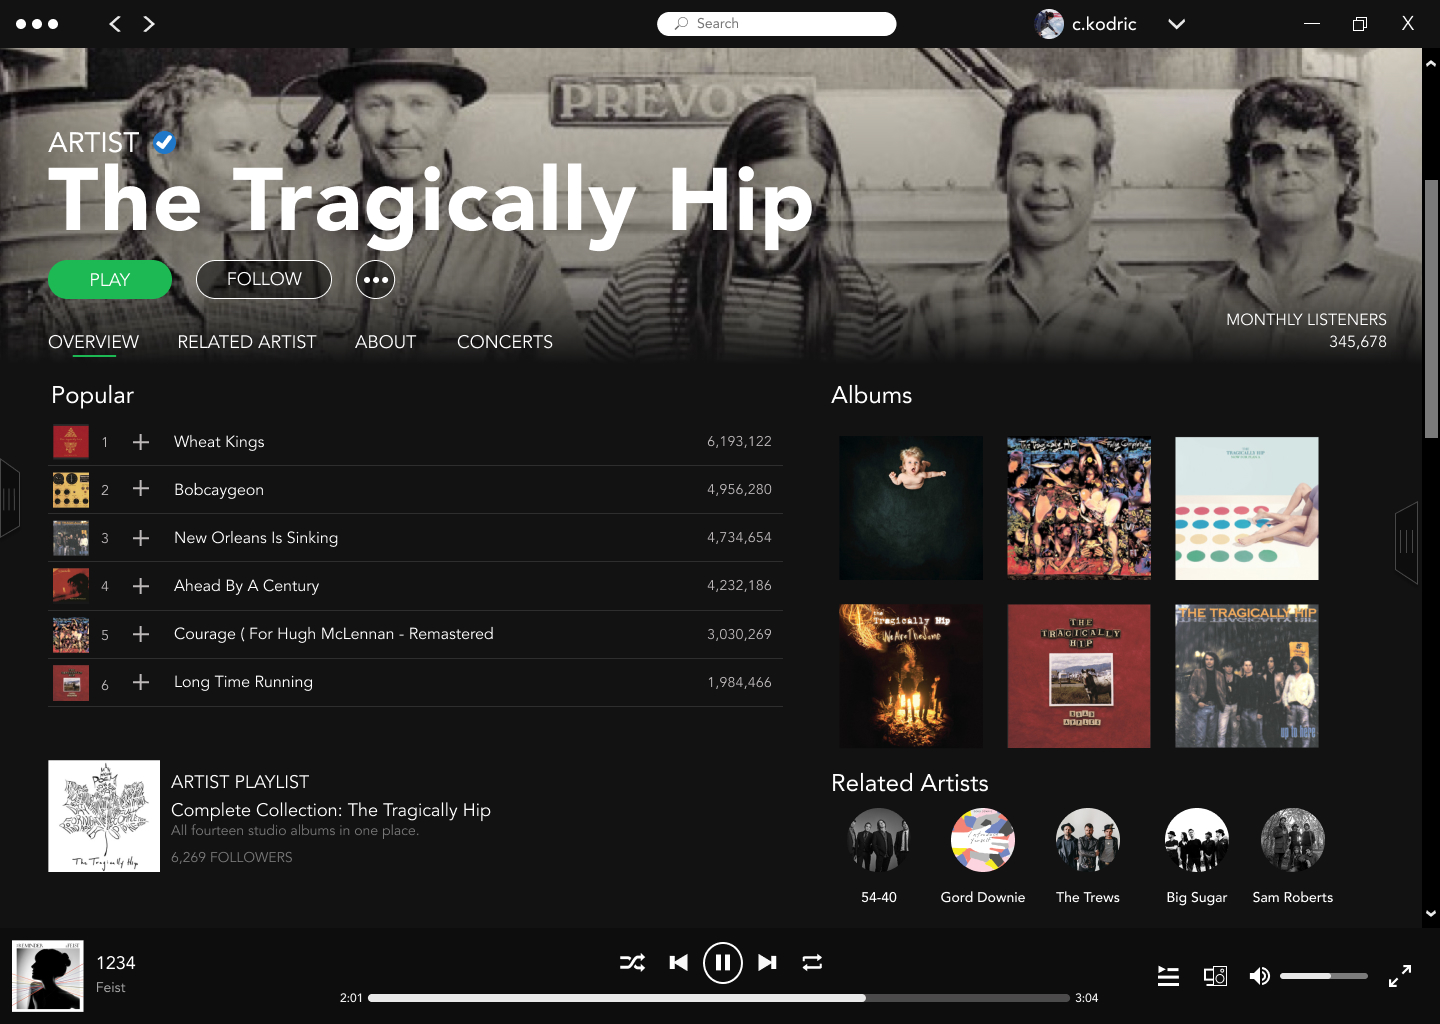 Search
c.kodric
X
PREVOST
ARTIST
The Tragically Hip
PLAY
FOLLOW
OVERVIEW
RELATED ARTIST
ABOUT
CONCERTS
MONTHLY LISTENERS
345,678
Popular
1 Wheat Kings 6,193,122
2 Bobcaygeon 4,956,280
3 New Orleans Is Sinking 4,734,654
4 Ahead By A Century 4,232,186
5 Courage ( For Hugh McLennan - Remastered 3,030,269
6 Long Time Running 1,984,466
ARTIST PLAYLIST
Complete Collection: The Tragically Hip
All fourteen studio albums in one place.
6,269 FOLLOWERS
The Tragically Hip
Albums
The Tragically Hip Fully Completely
THE
TRAGICALLY HIP
the
Tragically Hip
We Are The Same
THE
TRAGICALLY
HIP
ROAD
APPLES
THE TRAGICALLY HIP
up to here
Related Artists
54-40
Gord Downie
The Trews
Big Sugar
Sam Roberts
1234
Feist
2:01
3:04